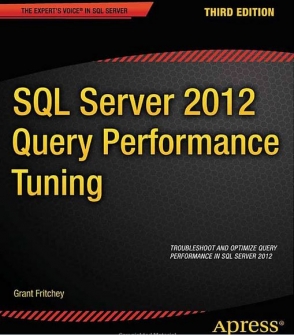 THE EXPERT'S VOICE® IN SQL SERVER
THIRD EDITION
SQL Server 2012
Query Performance
Tuning
TROUBLESHOOT AND OPTIMIZE QUERY
PERFORMANCE IN SQL SERVER 2012
Grant Fritchey
Apress®